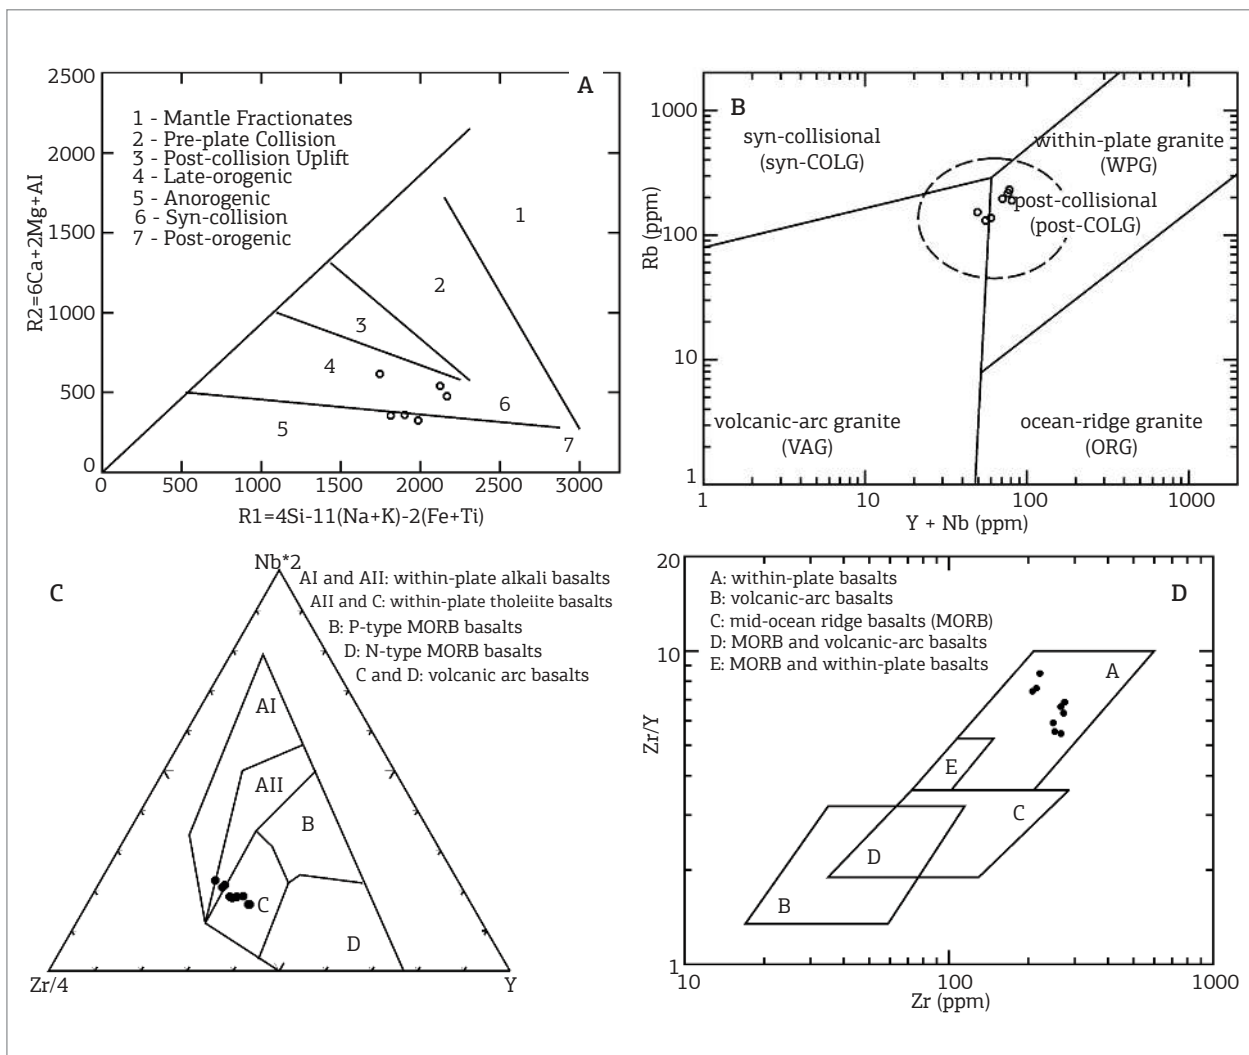 A
2500
2000
1500
1000
500
0
R2=6Ca+2Mg+Al
1 - Mantle Fractionates
2 - Pre-plate Collision
3 - Post-collision Uplift
4 - Late-orogenic
5 - Anorogenic
6 - Syn-collision
7 - Post-orogenic
1
2
3
4
5
6
7
0 500 1000 1500 2000 2500 3000
R1=4Si-11(Na+K)-2(Fe+Ti)
B
1000
100
10
1
Rb (ppm)
syn-collisional
(syn-COLG)
within-plate granite
(WPG)
post-collisional
(post-COLG)
volcanic-arc granite
(VAG)
ocean-ridge granite
(ORG)
1 10 100 1000
Y + Nb (ppm)
C
Nb*2
AI and AII: within-plate alkali basalts
AII and C: within-plate tholeiite basalts
B: P-type MORB basalts
D: N-type MORB basalts
C and D: volcanic arc basalts
AI
AII
B
C
D
Zr/4
Y
D
20
10
1
Zr/Y
A: within-plate basalts
B: volcanic-arc basalts
C: mid-ocean ridge basalts (MORB)
D: MORB and volcanic-arc basalts
E: MORB and within-plate basalts
A
E
C
D
B
10 100 1000
Zr (ppm)